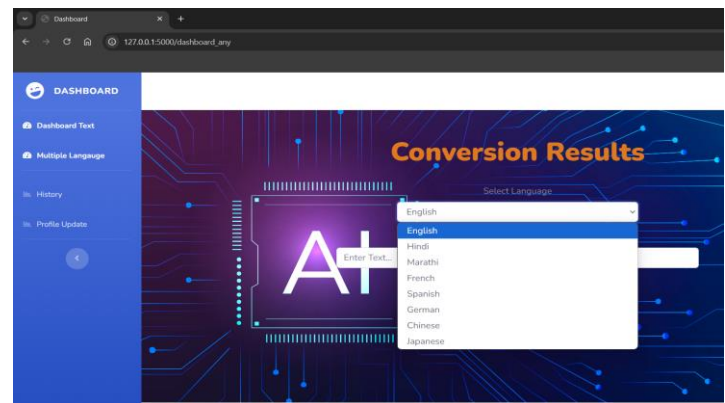 Dashboard
127.0.0.1:5000/dashboard_any
DASHBOARD
Dashboard Text
Multiple Langauge
History
Profile Update
Conversion Results
Select Language
English
English
Hindi
Marathi
French
Spanish
German
Chinese
Japanese
Enter Text...
A+